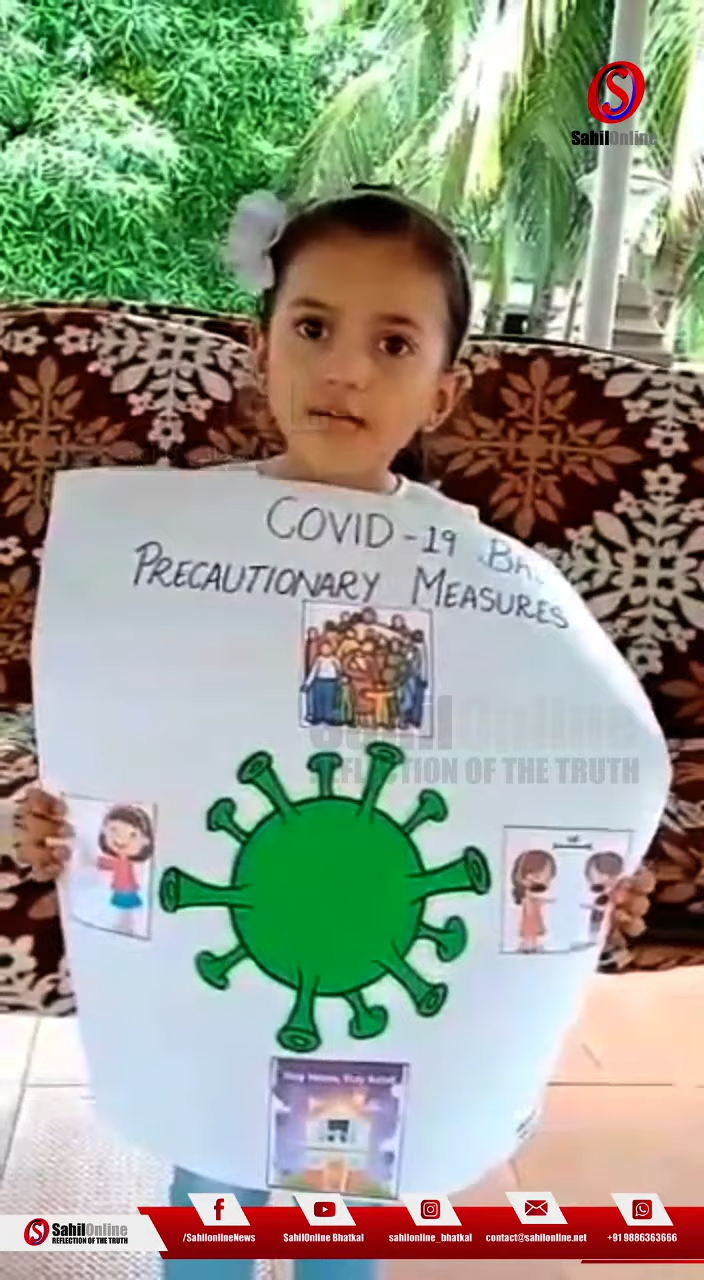 SahilOnline
COVID-19
PRECAUTIONARY MEASURES
SahilOnline
REFLECTION OF THE TRUTH
Stay Home, Stay Safe
SahilOnline
REFLECTION OF THE TRUTH
/SahilonlineNews
SahilOnline Bhatkal
sahilonline_bhatkal
contact@sahilonline.net
+91 9886363666